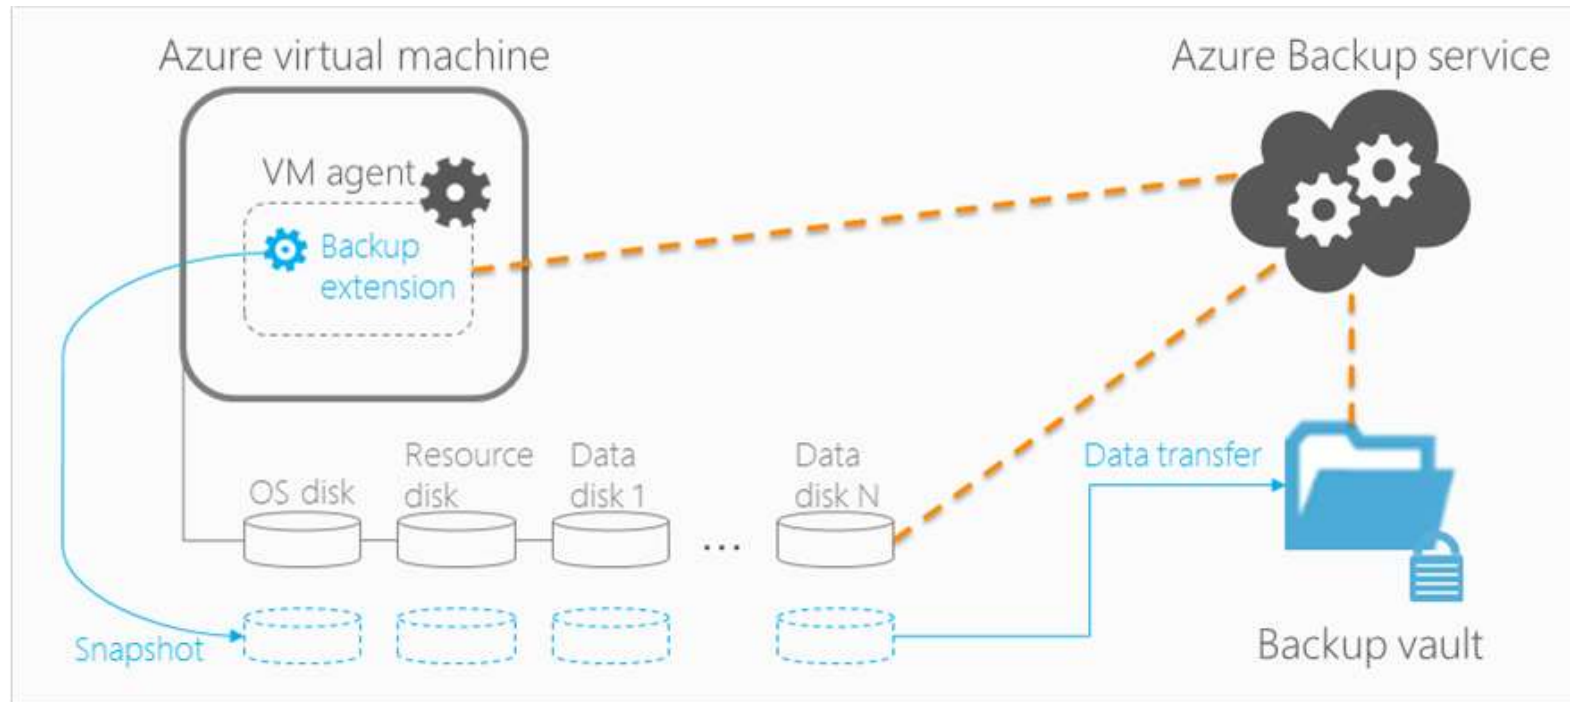 Azure virtual machine
Azure Backup service
VM agent
Backup
extension
OS disk
Resource
disk
Data
disk 1
...
Data
disk N
Data transfer
Snapshot
Backup vault